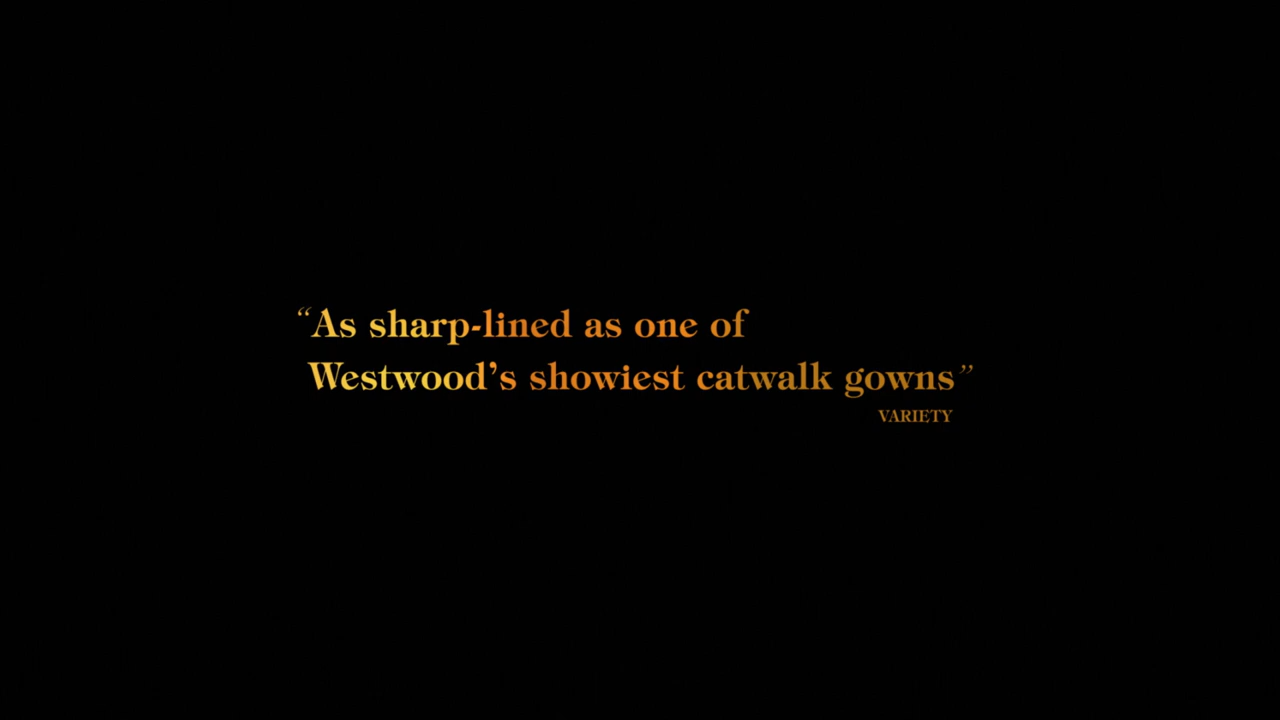 “As sharp-lined as one of
Westwood’s showiest catwalk gowns”
VARIETY